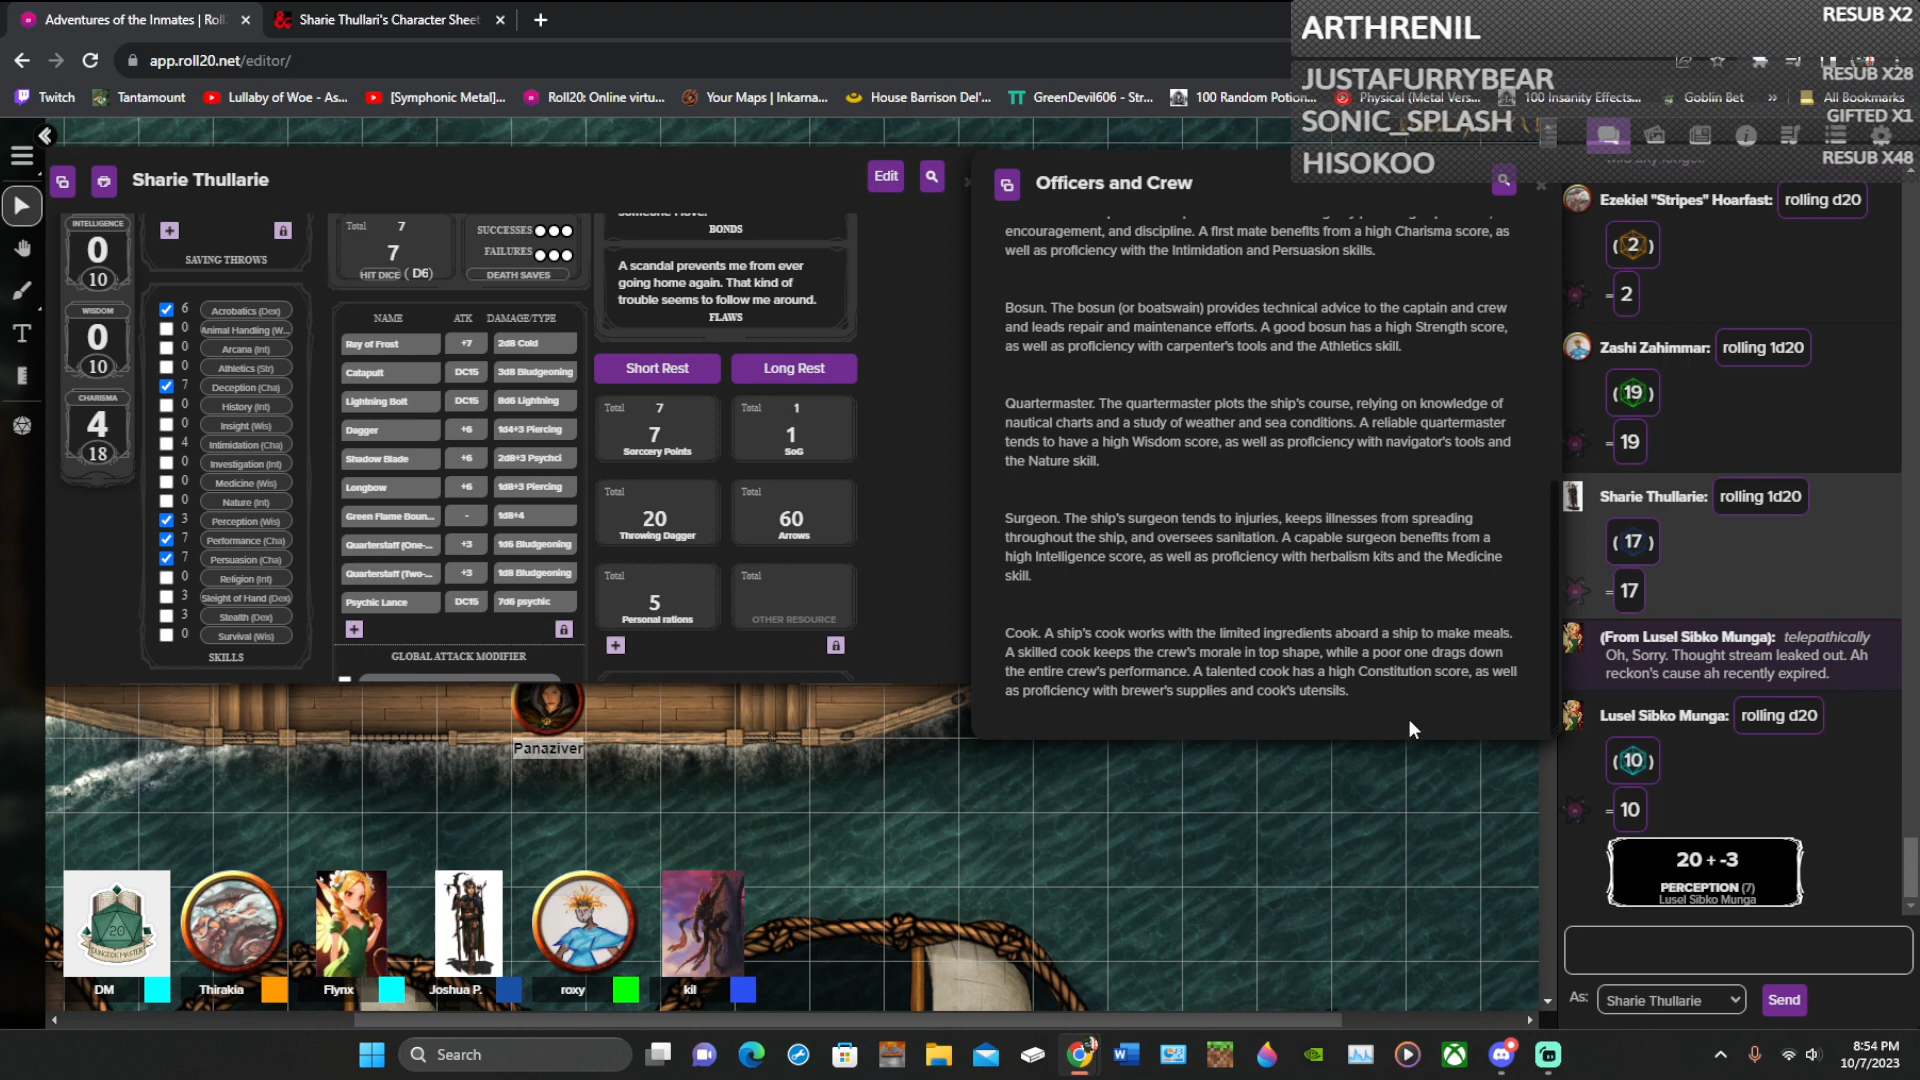 Adventures of the Inmates | Roll
Sharie Thullari's Character Sheet
ARTHRENIL
RESUB X2
app.roll20.net/editor/
JUSTAFURRYBEAR
RESUB X28
Twitch
Tantamount
Lullaby of Woe - As...
[Symphonic Metal]...
Roll20: Online virtu...
Your Maps | Inkarna...
House Barrison Del'...
GreenDevil606 - Str...
100 Random Potion...
Physical (Metal Vers...
100 Insanity Effects...
Goblin Bet
All Bookmarks
SONIC_SPLASH
GIFTED X1
HISOKOO
RESUB X48
Sharie Thullarie
Edit
INTELLIGENCE
0
10
WISDOM
0
10
CHARISMA
4
18
SAVING THROWS
6 Acrobatics (Dex)
0 Animal Handling (W...
0 Arcana (Int)
0 Athletics (Str)
7 Deception (Cha)
0 History (Int)
0 Insight (Wis)
4 Intimidation (Cha)
0 Investigation (Int)
0 Medicine (Wis)
0 Nature (Int)
3 Perception (Wis)
7 Performance (Cha)
7 Persuasion (Cha)
0 Religion (Int)
3 Sleight of Hand (Dex)
3 Stealth (Dex)
0 Survival (Wis)
SKILLS
Total 7
7
HIT DICE ( D6)
SUCCESSES
FAILURES
DEATH SAVES
NAME ATK DAMAGE/TYPE
Ray of Frost +7 2d8 Cold
Catapult DC15 3d8 Bludgeoning
Lightning Bolt DC15 8d6 Lightning
Dagger +6 1d4+3 Piercing
Shadow Blade +6 2d8+3 Psychci
Longbow +6 1d8+3 Piercing
Green Flame Boun... - 1d8+4
Quarterstaff (One-... +3 1d6 Bludgeoning
Quarterstaff (Two-... +3 1d8 Bludgeoning
Psychic Lance DC15 7d6 psychic
GLOBAL ATTACK MODIFIER
someone I love.
BONDS
A scandal prevents me from ever
going home again. That kind of
trouble seems to follow me around.
FLAWS
Short Rest
Long Rest
Total 7
7
Sorccery Points
Total 1
1
SoG
Total
20
Throwing Dagger
Total
60
Arrows
Total
5
Personal rations
Total
OTHER RESOURCE
Officers and Crew
encouragement, and discipline. A first mate benefits from a high Charisma score, as
well as proficiency with the Intimidation and Persuasion skills.
Bosun. The bosun (or boatswain) provides technical advice to the captain and crew
and leads repair and maintenance efforts. A good bosun has a high Strength score,
as well as proficiency with carpenter's tools and the Athletics skill.
Quartermaster. The quartermaster plots the ship's course, relying on knowledge of
nautical charts and a study of weather and sea conditions. A reliable quartermaster
tends to have a high Wisdom score, as well as proficiency with navigator's tools and
the Nature skill.
Surgeon. The ship's surgeon tends to injuries, keeps illnesses from spreading
throughout the ship, and oversees sanitation. A capable surgeon benefits from a
high Intelligence score, as well as proficiency with herbalism kits and the Medicine
skill.
Cook. A ship's cook works with the limited ingredients aboard a ship to make meals.
A skilled cook keeps the crew's morale in top shape, while a poor one drags down
the entire crew's performance. A talented cook has a high Constitution score, as well
as proficiency with brewer's supplies and cook's utensils.
Ezekiel "Stripes" Hoarfast: rolling d20
(2)
=2
Zashi Zahimmar: rolling 1d20
(19)
=19
Sharie Thullarie: rolling 1d20
(17)
=17
(From Lusel Sibko Munga): telepathically
Oh, Sorry. Thought stream leaked out. Ah
reckon's cause ah recently expired.
Lusel Sibko Munga: rolling d20
(10)
=10
20 + -3
PERCEPTION (7)
Lusel Sibko Munga
As: Sharie Thullarie
Send
Panaziver
20
DUNGEON MASTER
DM
Thirakia
Flynx
Joshua P.
roxy
kil
Search
8:54 PM
10/7/2023